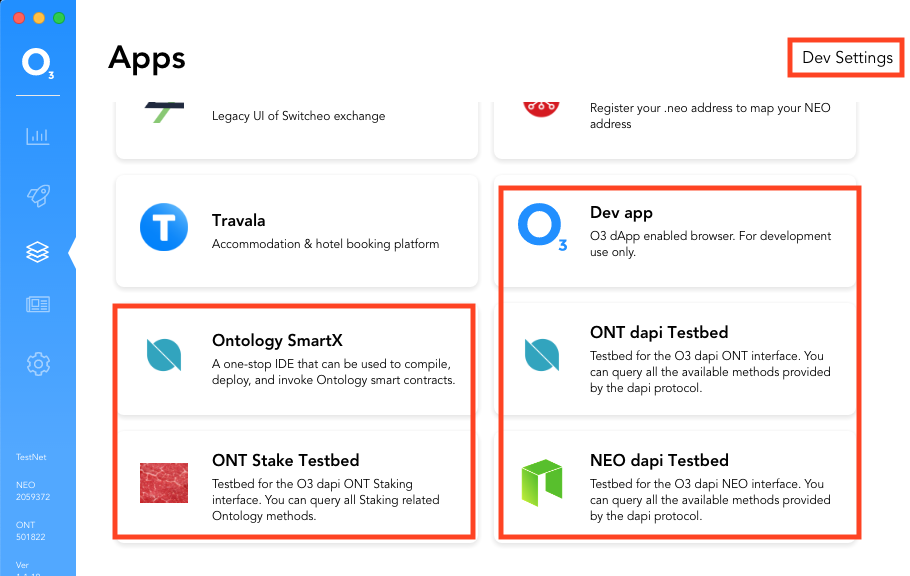 O3
Apps
Dev Settings
Legacy UI of Switcheo exchange
Register your .neo address to map your NEO
address
T
Travala
Accommodation & hotel booking platform
O3
Dev app
O3 dApp enabled browser. For development
use only.
Ontology SmartX
A one-stop IDE that can be used to compile,
deploy, and invoke Ontology smart contracts.
ONT dapi Testbed
Testbed for the O3 dapi ONT interface. You
can query all the available methods provided
by the dapi protocol.
ONT Stake Testbed
Testbed for the O3 dapi ONT Staking
interface. You can query all Staking related
Ontology methods.
NEO dapi Testbed
Testbed for the O3 dapi NEO interface. You
can query all the available methods provided
by the dapi protocol.
TestNet
NEO
2059372
ONT
501822
Ver